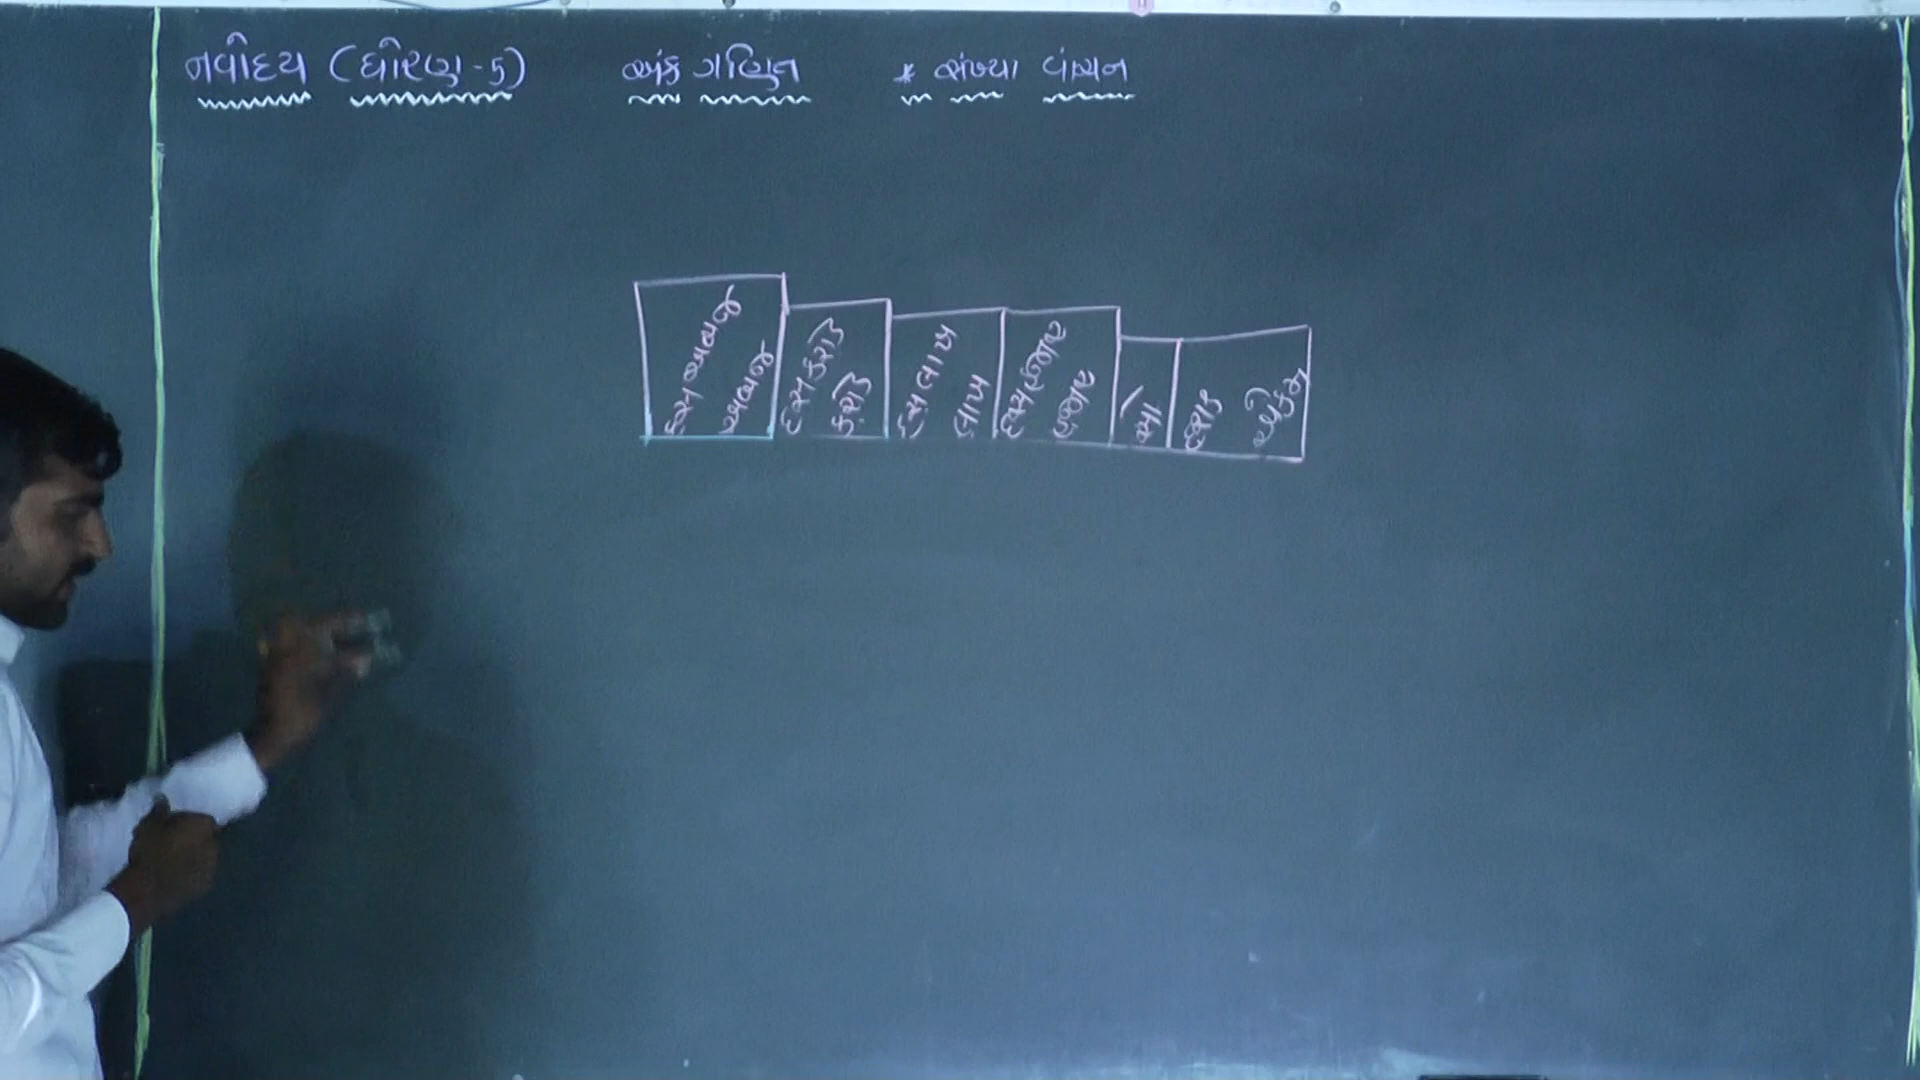 નવોદય (ધોરણ-5) અંક ગણિત * સંખ્યા વાંચન
દસ અબજ
અબજ
દસ કરોડ
કરોડ
દસ લાખ
લાખ
દસ હજાર
હજાર
સો
દશક
એકમ